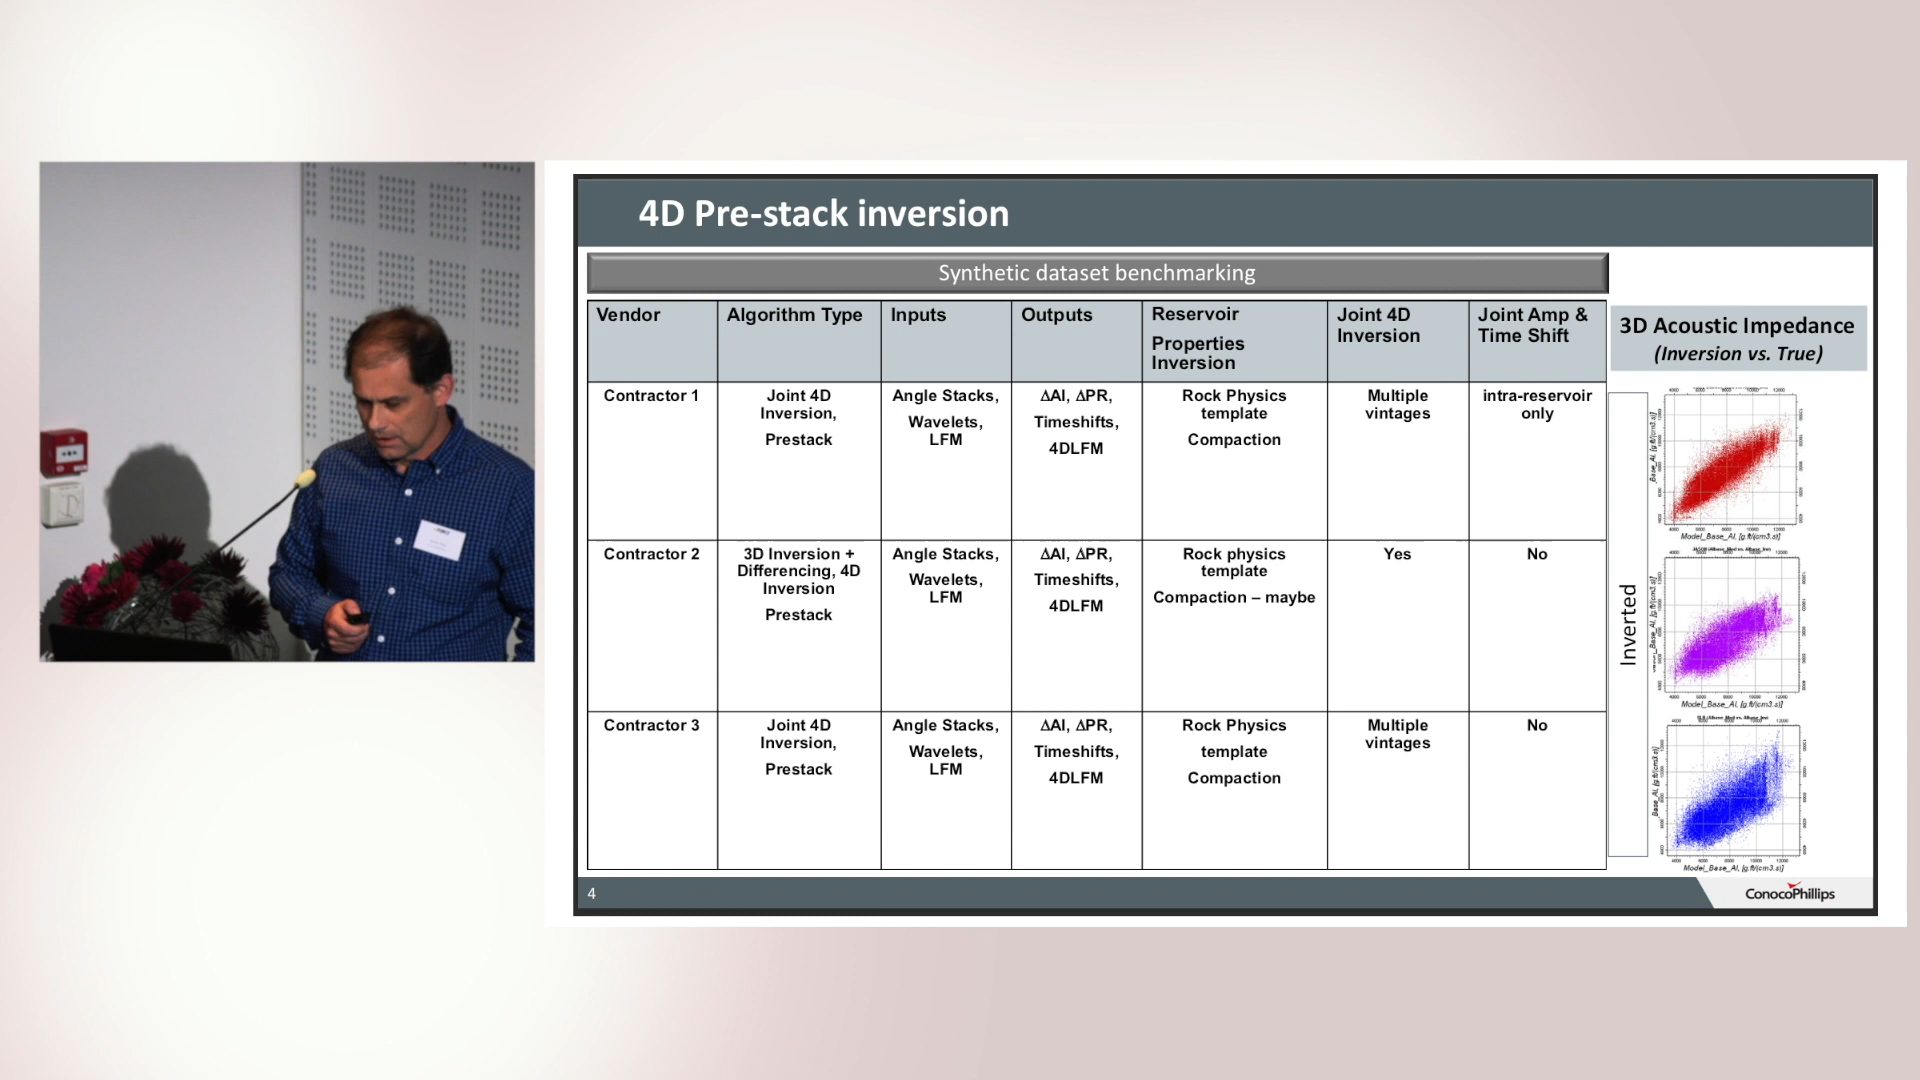 4D Pre-stack inversion
Synthetic dataset benchmarking
Vendor
Algorithm Type
Inputs
Outputs
Reservoir
Properties
Inversion
Joint 4D
Inversion
Joint Amp &
Time Shift
3D Acoustic Impedance
(Inversion vs. True)
Contractor 1
Joint 4D
Inversion,
Prestack
Angle Stacks,
Wavelets,
LFM
ΔAI, ΔPR,
Timeshifts,
4DLFM
Rock Physics
template
Compaction
Multiple
vintages
intra-reservoir
only
Contractor 2
3D Inversion +
Differencing, 4D
Inversion
Prestack
Angle Stacks,
Wavelets,
LFM
ΔAI, ΔPR,
Timeshifts,
4DLFM
Rock physics
template
Compaction – maybe
Yes
No
Contractor 3
Joint 4D
Inversion,
Prestack
Angle Stacks,
Wavelets,
LFM
ΔAI, ΔPR,
Timeshifts,
4DLFM
Rock Physics
template
Compaction
Multiple
vintages
No
Inverted
Model_Base_AI, [g.ft/(cm3.s)]
Model_Base_AI, [g.ft/(cm3.s)]
Model_Base_AI, [g.ft/(cm3.s)]
4
ConocoPhillips